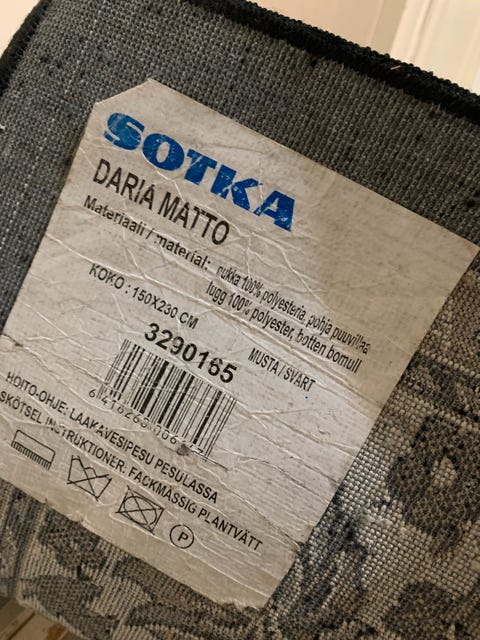 SOTKA
DARIA MATTO
Materiaali / material: nukka 100% polyesteria, pohja puuvillaa
lugg 100% polyester, botten bomull
KOKO : 150X230 CM
MUSTA / SVART
3290165
HOITO-OHJE: LAAKAVESIPESU PESULASSA
SKÖTSEL INSTRUKTIONER: FACKMÄSSIG PLANTVÄTT
P